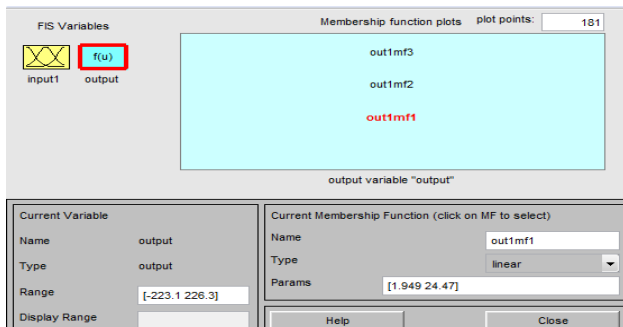 FIS Variables
Membership function plots
plot points: 181
f(u)
input1
output
out1mf3
out1mf2
out1mf1
output variable "output"
Current Variable
Name output
Type output
Range [-223.1 226.3]
Display Range
Current Membership Function (click on MF to select)
Name out1mf1
Type linear
Params [1.949 24.47]
Help
Close